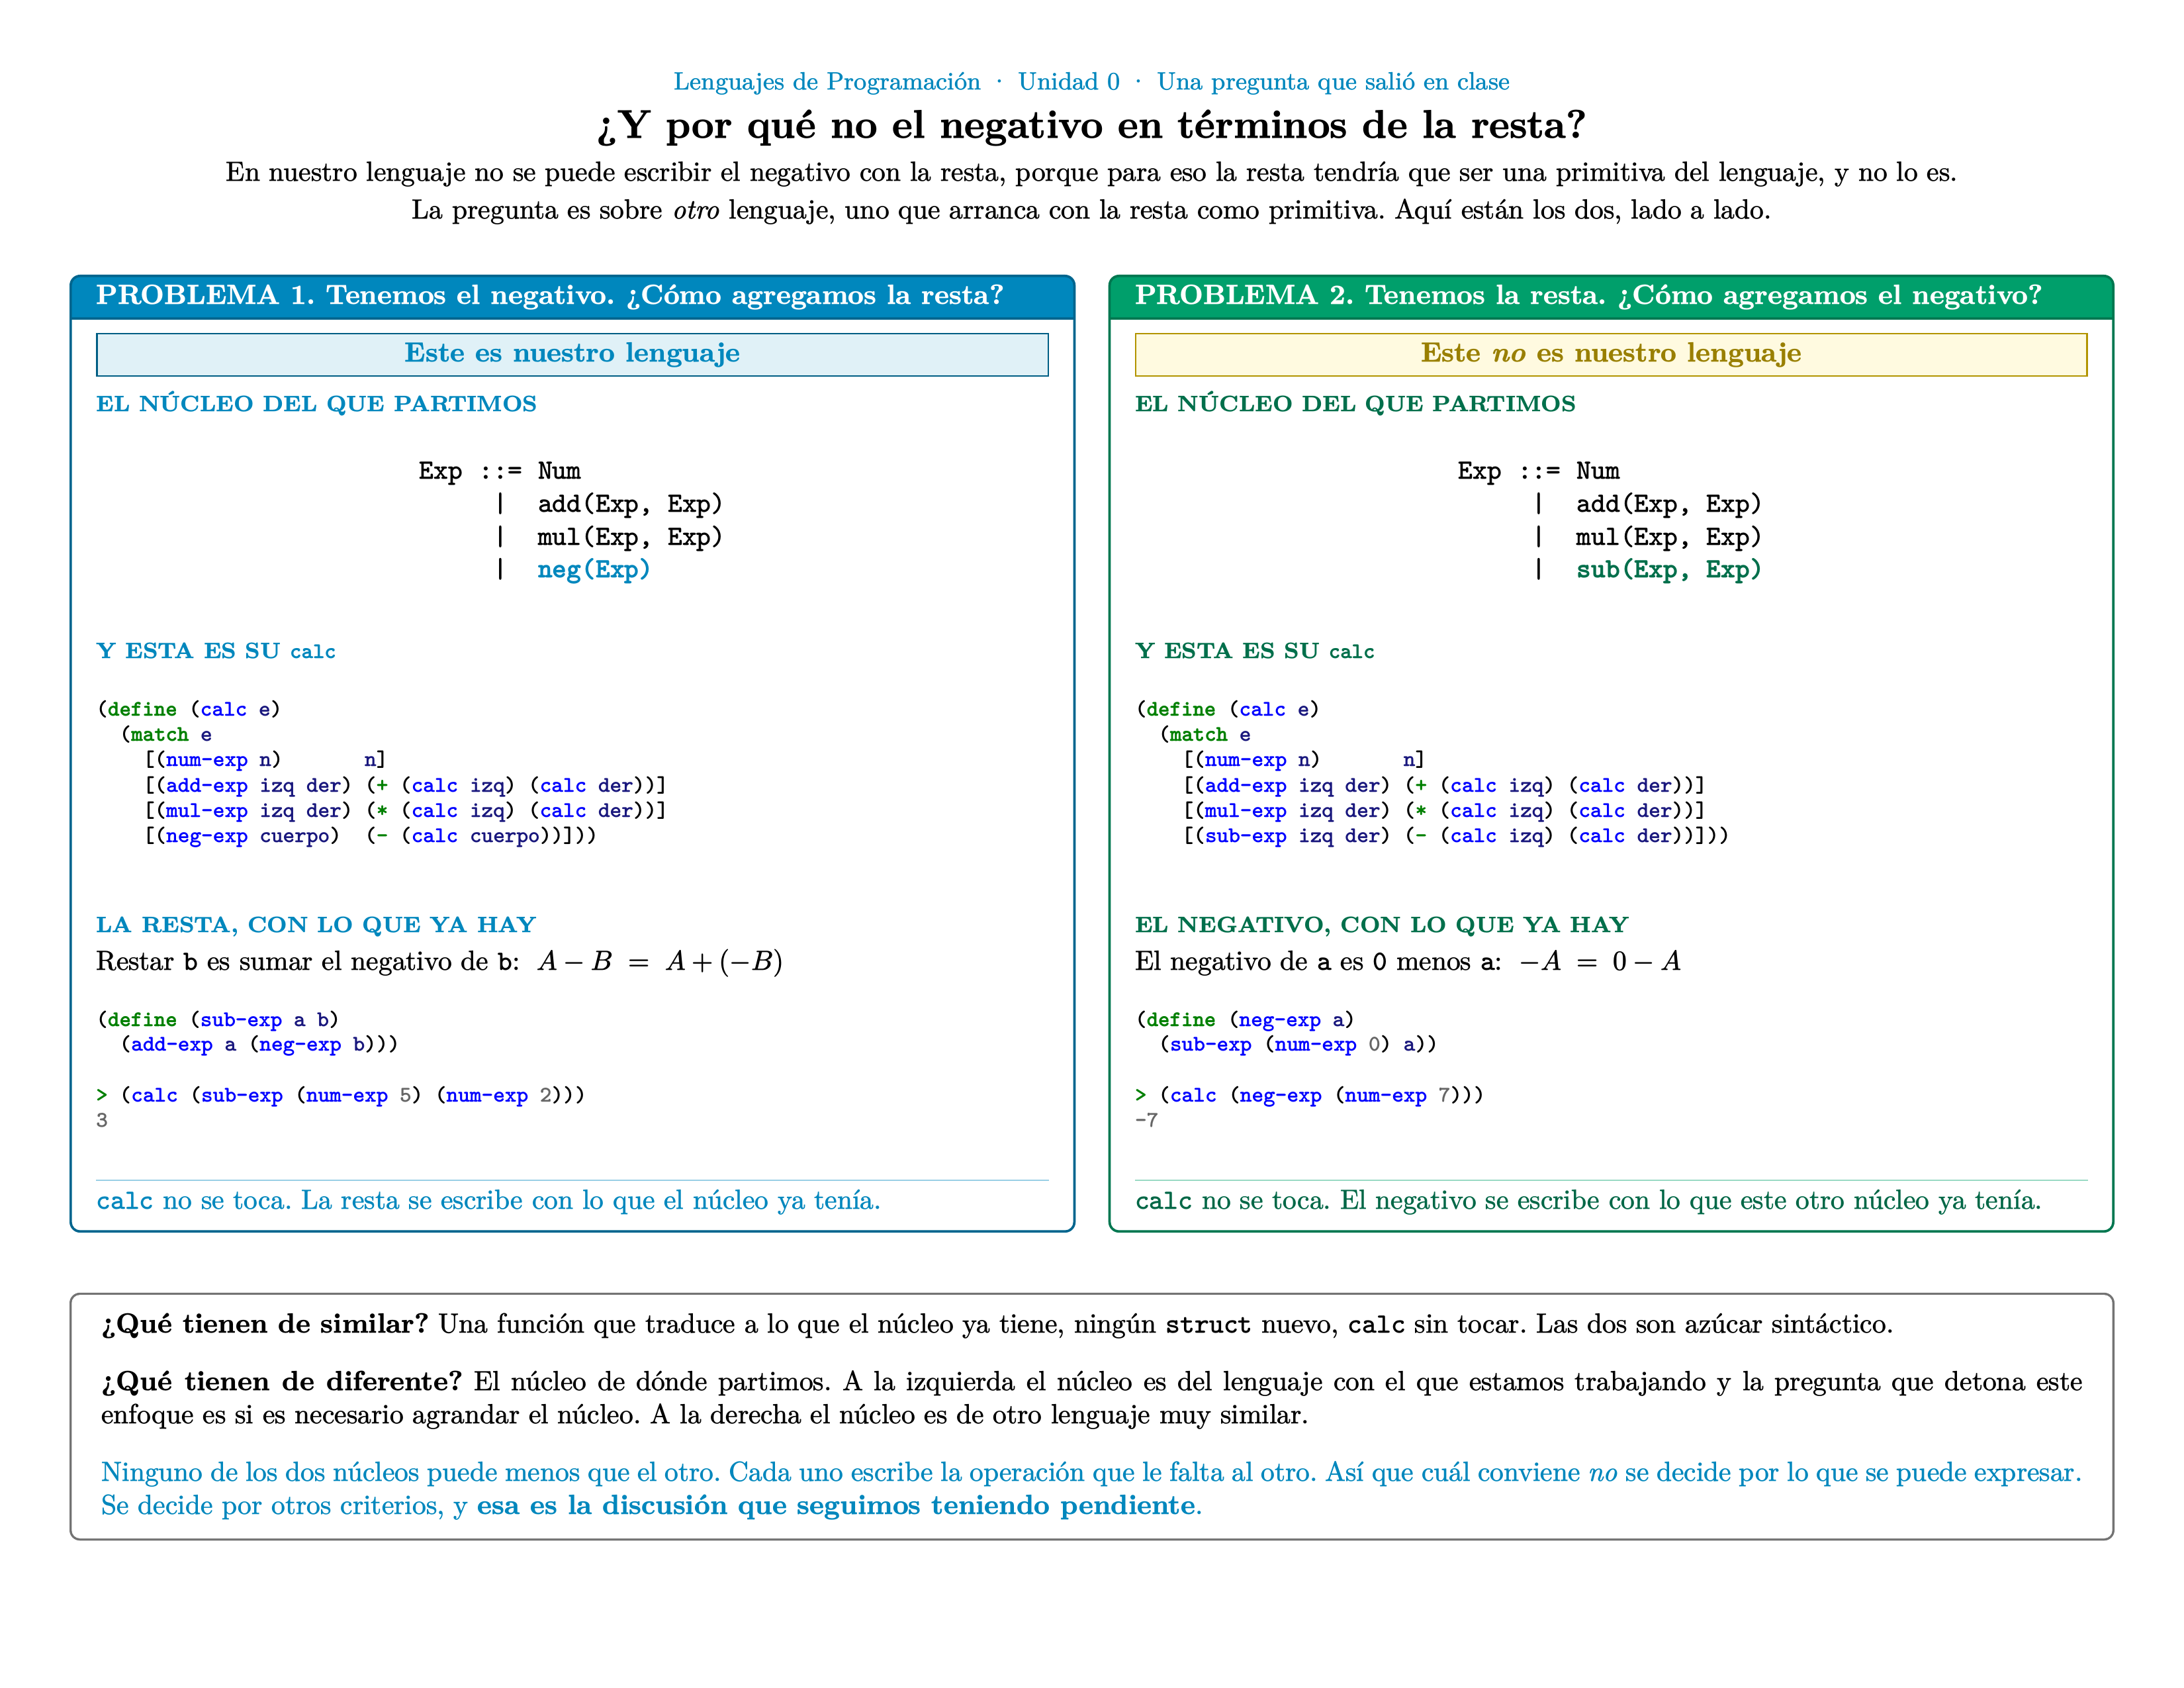 Lenguajes de Programación · Unidad 0 · Una pregunta que salió en clase
¿Y por qué no el negativo en términos de la resta?
En nuestro lenguaje no se puede escribir el negativo con la resta, porque para eso la resta tendría que ser una primitiva del lenguaje, y no lo es.
La pregunta es sobre otro lenguaje, uno que arranca con la resta como primitiva. Aquí están los dos, lado a lado.
PROBLEMA 1. Tenemos el negativo. ¿Cómo agregamos la resta?
Este es nuestro lenguaje
EL NÚCLEO DEL QUE PARTIMOS
Exp ::= Num
| add(Exp, Exp)
| mul(Exp, Exp)
| neg(Exp)
Y ESTA ES SU calc
(define (calc e)
  (match e
    [(num-exp n)       n]
    [(add-exp izq der) (+ (calc izq) (calc der))]
    [(mul-exp izq der) (* (calc izq) (calc der))]
    [(neg-exp cuerpo)  (- (calc cuerpo))]))
LA RESTA, CON LO QUE YA HAY
Restar b es sumar el negativo de b: A − B = A + (−B)
(define (sub-exp a b)
  (add-exp a (neg-exp b)))
> (calc (sub-exp (num-exp 5) (num-exp 2)))
3
calc no se toca. La resta se escribe con lo que el núcleo ya tenía.
PROBLEMA 2. Tenemos la resta. ¿Cómo agregamos el negativo?
Este no es nuestro lenguaje
EL NÚCLEO DEL QUE PARTIMOS
Exp ::= Num
| add(Exp, Exp)
| mul(Exp, Exp)
| sub(Exp, Exp)
Y ESTA ES SU calc
(define (calc e)
  (match e
    [(num-exp n)       n]
    [(add-exp izq der) (+ (calc izq) (calc der))]
    [(mul-exp izq der) (* (calc izq) (calc der))]
    [(sub-exp izq der) (- (calc izq) (calc der))]))
EL NEGATIVO, CON LO QUE YA HAY
El negativo de a es 0 menos a: −A = 0 − A
(define (neg-exp a)
  (sub-exp (num-exp 0) a))
> (calc (neg-exp (num-exp 7)))
-7
calc no se toca. El negativo se escribe con lo que este otro núcleo ya tenía.
¿Qué tienen de similar? Una función que traduce a lo que el núcleo ya tiene, ningún struct nuevo, calc sin tocar. Las dos son azúcar sintáctico.
¿Qué tienen de diferente? El núcleo de dónde partimos. A la izquierda el núcleo es del lenguaje con el que estamos trabajando y la pregunta que detona este
enfoque es si es necesario agrandar el núcleo. A la derecha el núcleo es de otro lenguaje muy similar.
Ninguno de los dos núcleos puede menos que el otro. Cada uno escribe la operación que le falta al otro. Así que cuál conviene no se decide por lo que se puede expresar.
Se decide por otros criterios, y esa es la discusión que seguimos teniendo pendiente.